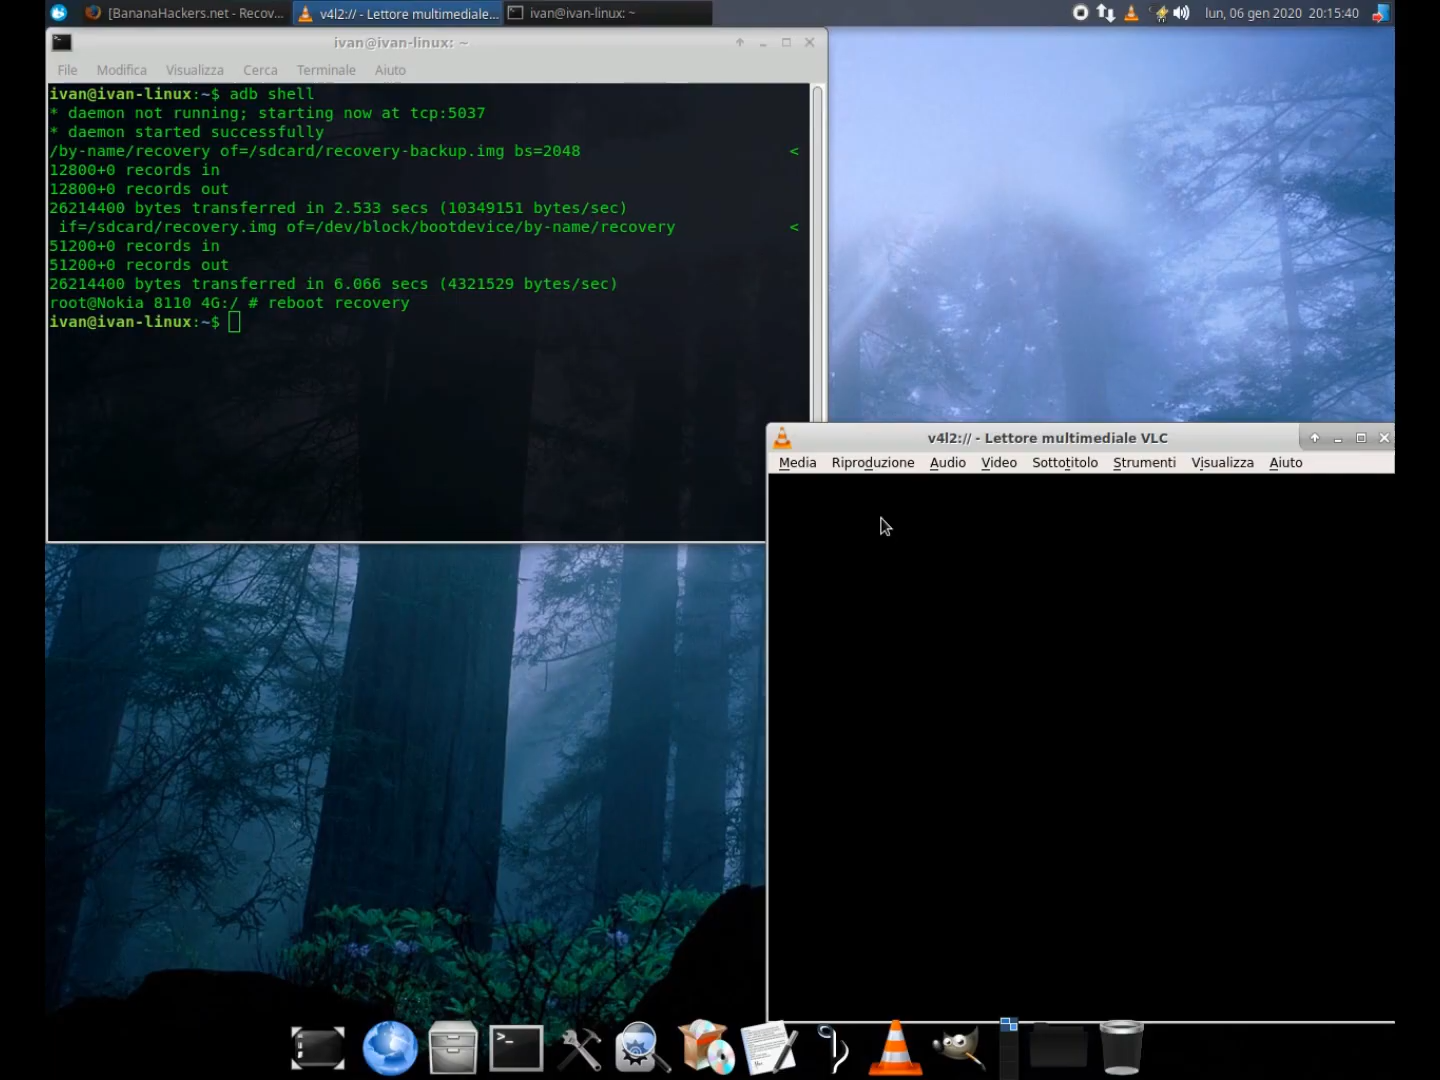 [BananaHackers.net - Recov...
v4l2:// - Lettore multimediale...
ivan@ivan-linux: ~
lun, 06 gen 2020 20:15:40
ivan@ivan-linux: ~
File Modifica Visualizza Cerca Terminale Aiuto
ivan@ivan-linux:~$ adb shell
* daemon not running; starting now at tcp:5037
* daemon started successfully
/by-name/recovery of=/sdcard/recovery-backup.img bs=2048 <
12800+0 records in
12800+0 records out
26214400 bytes transferred in 2.533 secs (10349151 bytes/sec)
if=/sdcard/recovery.img of=/dev/block/bootdevice/by-name/recovery <
51200+0 records in
51200+0 records out
26214400 bytes transferred in 6.066 secs (4321529 bytes/sec)
root@Nokia 8110 4G:/ # reboot recovery
ivan@ivan-linux:~$
v4l2:// - Lettore multimediale VLC
Media Riproduzione Audio Video Sottotitolo Strumenti Visualizza Aiuto